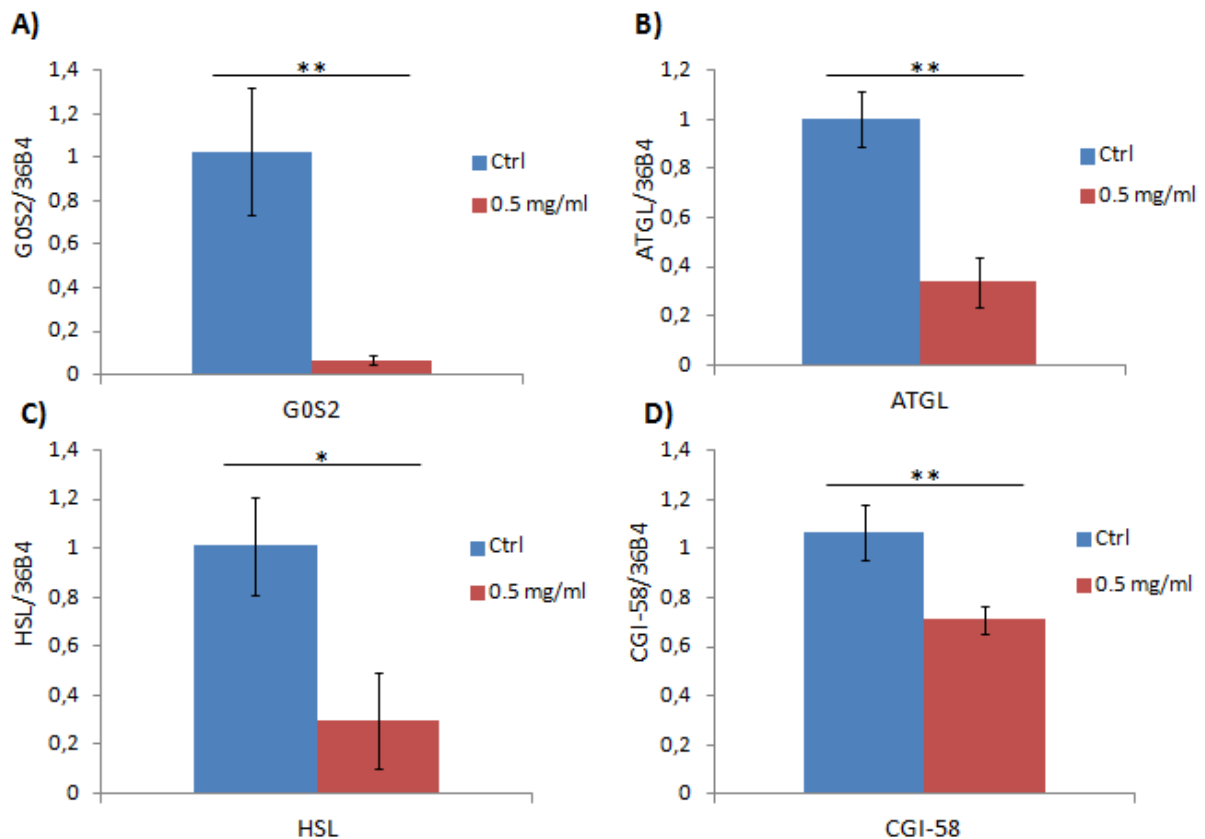 A)
**
1,4
1,2
1
0,8
0,6
0,4
0,2
0
G0S2/36B4
Ctrl
0.5 mg/ml
G0S2
B)
**
1,2
1
0,8
0,6
0,4
0,2
0
ATGL/36B4
Ctrl
0.5 mg/ml
ATGL
C)
*
1,4
1,2
1
0,8
0,6
0,4
0,2
0
HSL/36B4
Ctrl
0.5 mg/ml
HSL
D)
**
1,4
1,2
1
0,8
0,6
0,4
0,2
0
CGI-58/36B4
Ctrl
0.5 mg/ml
CGI-58